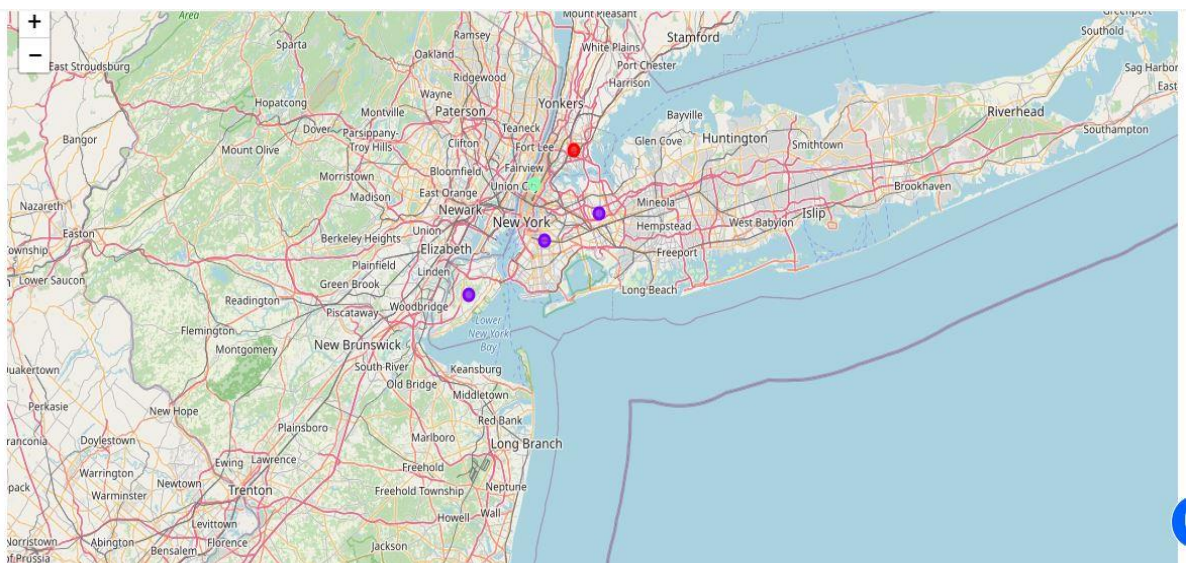 +
−
Area
Mount Pleasant
Greenport
Sparta
Ramsey
Stamford
Southold
Oakland
White Plains
East Stroudsburg
Port Chester
Sag Harbor
Ridgewood
Harrison
Wayne
East
Hopatcong
Yonkers
Montville
Paterson
Riverhead
Bayville
Dover
Parsippany-
Troy Hills
Teaneck
Southampton
Bangor
Clifton
Fort Lee
Glen Cove
Huntington
Smithtown
Mount Olive
Fairview
Morristown
Bloomfield
Union C
Brookhaven
Madison
East Orange
Mineola
Nazareth
Newark
New York
West Babylon
Islip
Hempstead
Easton
Berkeley Heights
Union
Elizabeth
Freeport
Township
Plainfield
Linden
Lower Saucon
Green Brook
Long Beach
Readington
Woodbridge
Piscataway
Flemington
Lower
New York
Bay
New Brunswick
Montgomery
Quakertown
South River
Keansburg
Old Bridge
Middletown
Perkasie
New Hope
Red Bank
Plainsboro
Marlboro
Long Branch
Doylestown
Ewing
Lawrence
Freehold
Warrington
Newtown
Trenton
Neptune
Warminster
Freehold Township
Howell
Wall
Levittown
Norristown
Abington
Florence
Bensalem
Jackson
of Prussia